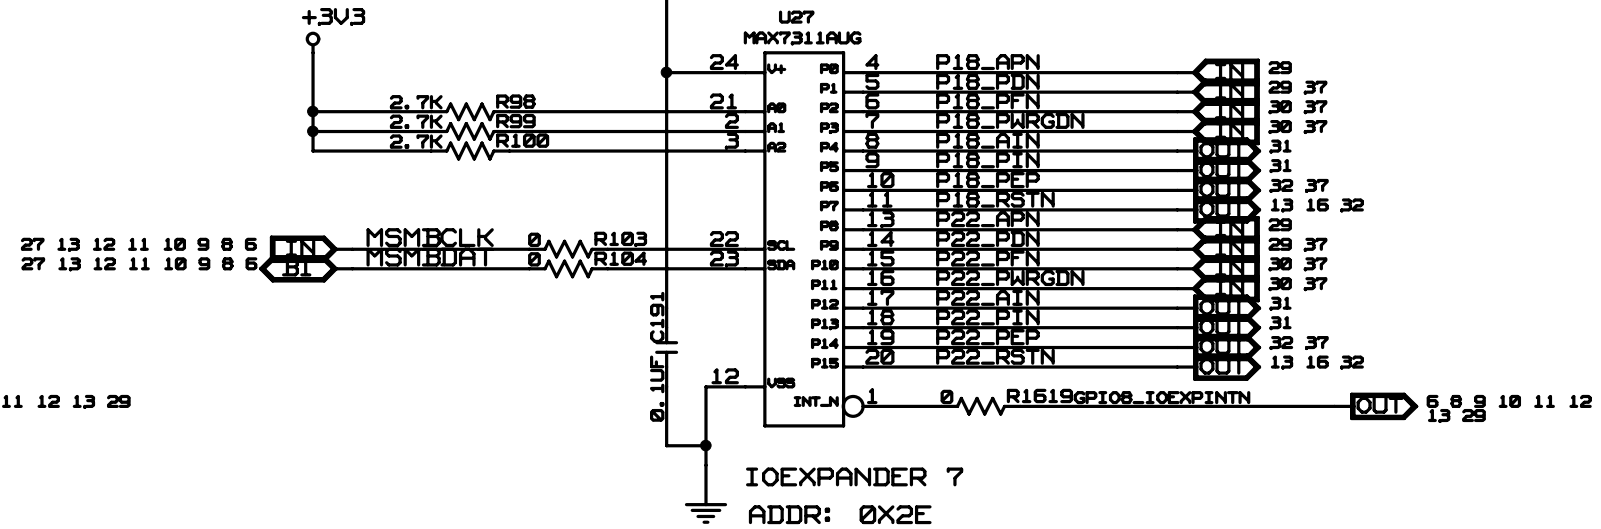 +3V3
U27
MAX7311AUG
24 V+ P0 4 P18_APN IN 29
P1 5 P18_PDN IN 29 37
2.7K R98 21 A0 P2 6 P18_PFN IN 30 37
2.7K R99 2 A1 P3 7 P18_PWRGDN IN 30 37
2.7K R100 3 A2 P4 8 P18_AIN OUT 31
P5 9 P18_PIN OUT 31
P6 10 P18_PEP OUT 32 37
P7 11 P18_RSTN OUT 13 16 32
P8 13 P22_APN IN 29
27 13 12 11 10 9 8 6 IN MSMBCLK 0 R103 22 SCL P9 14 P22_PDN IN 29 37
27 13 12 11 10 9 8 6 BI MSMBDAT 0 R104 23 SDA P10 15 P22_PFN IN 30 37
P11 16 P22_PWRGDN IN 30 37
P12 17 P22_AIN OUT 31
P13 18 P22_PIN OUT 31
P14 19 P22_PEP OUT 32 37
P15 20 P22_RSTN OUT 13 16 32
0.1UF C191
12 VSS
11 12 13 29
INT_N 1 0 R1619 GPIO8_IOEXPINTN OUT 6 8 9 10 11 12
13 29
IOEXPANDER 7
ADDR: 0X2E